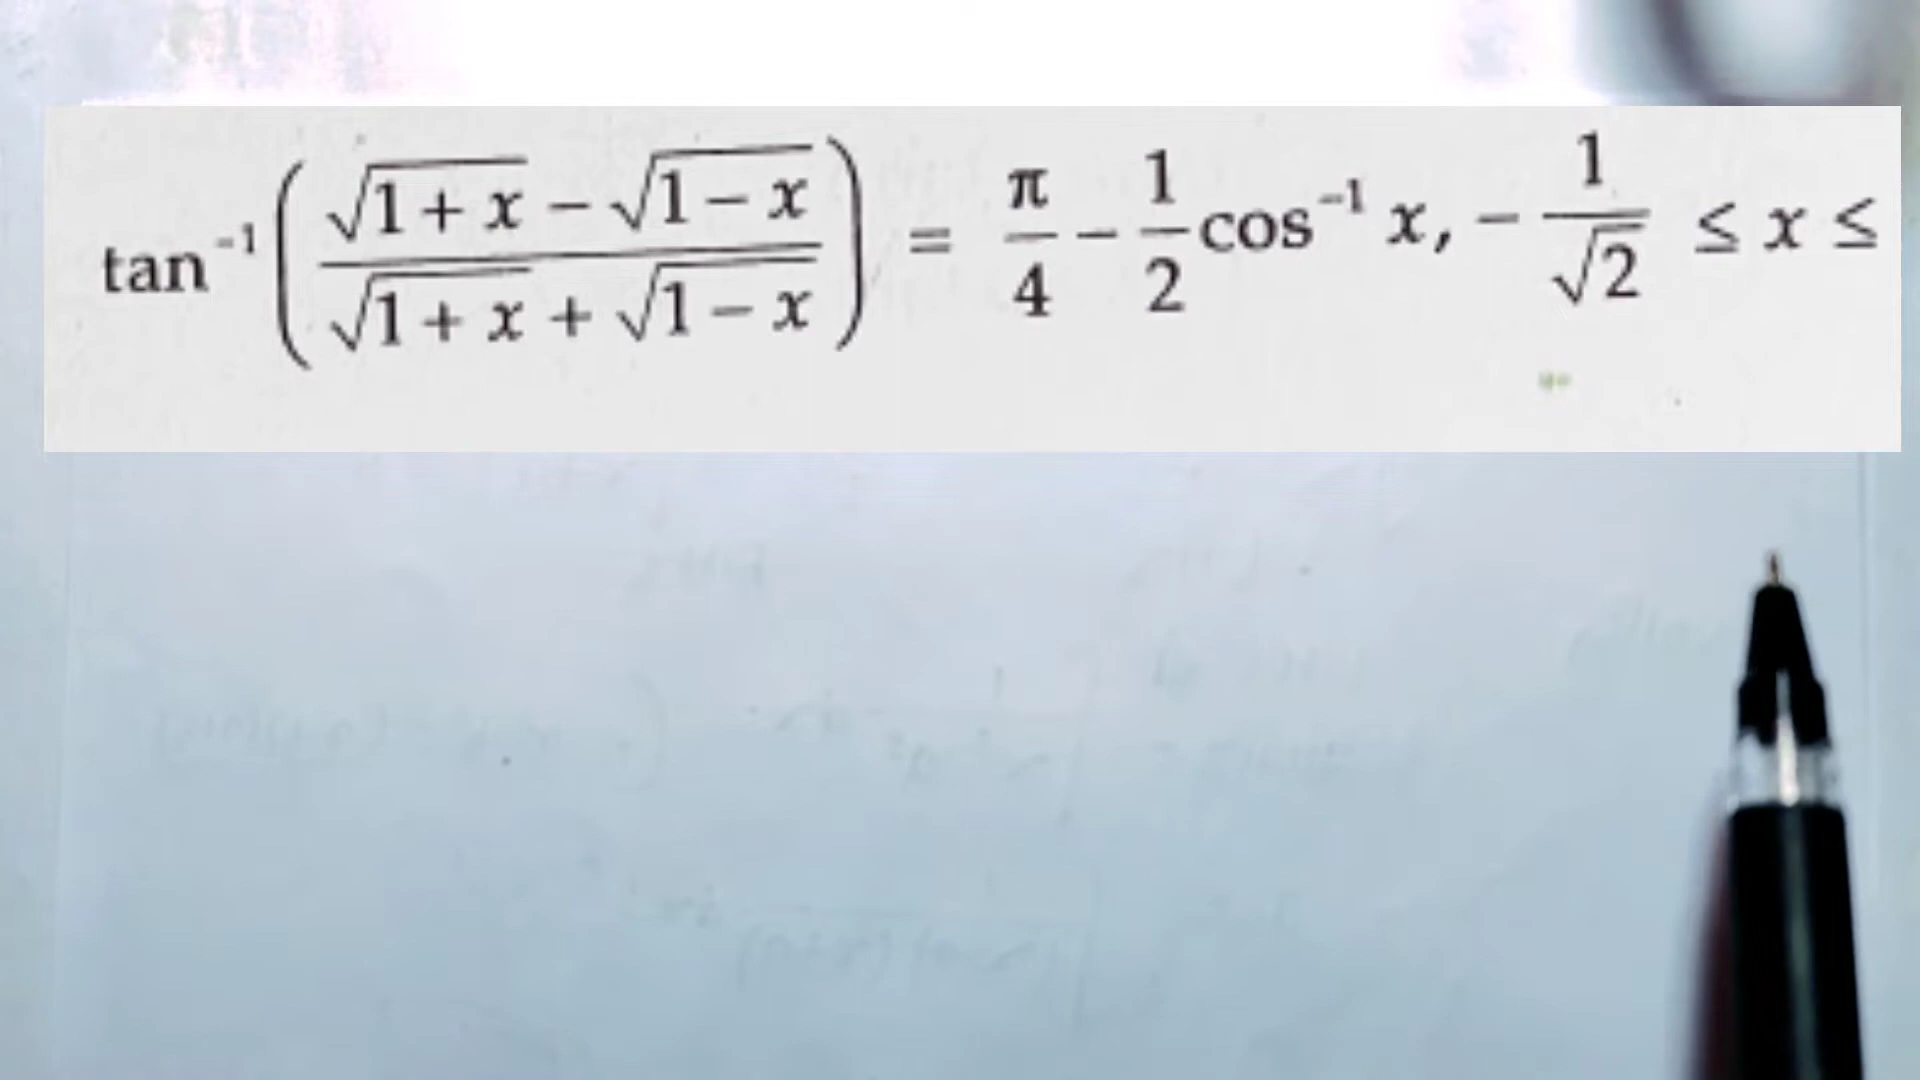 tan⁻¹((√(1 + x) − √(1 − x))/(√(1 + x) + √(1 − x))) = π/4 − 1/2 cos⁻¹ x, − 1/√2 ≤ x ≤